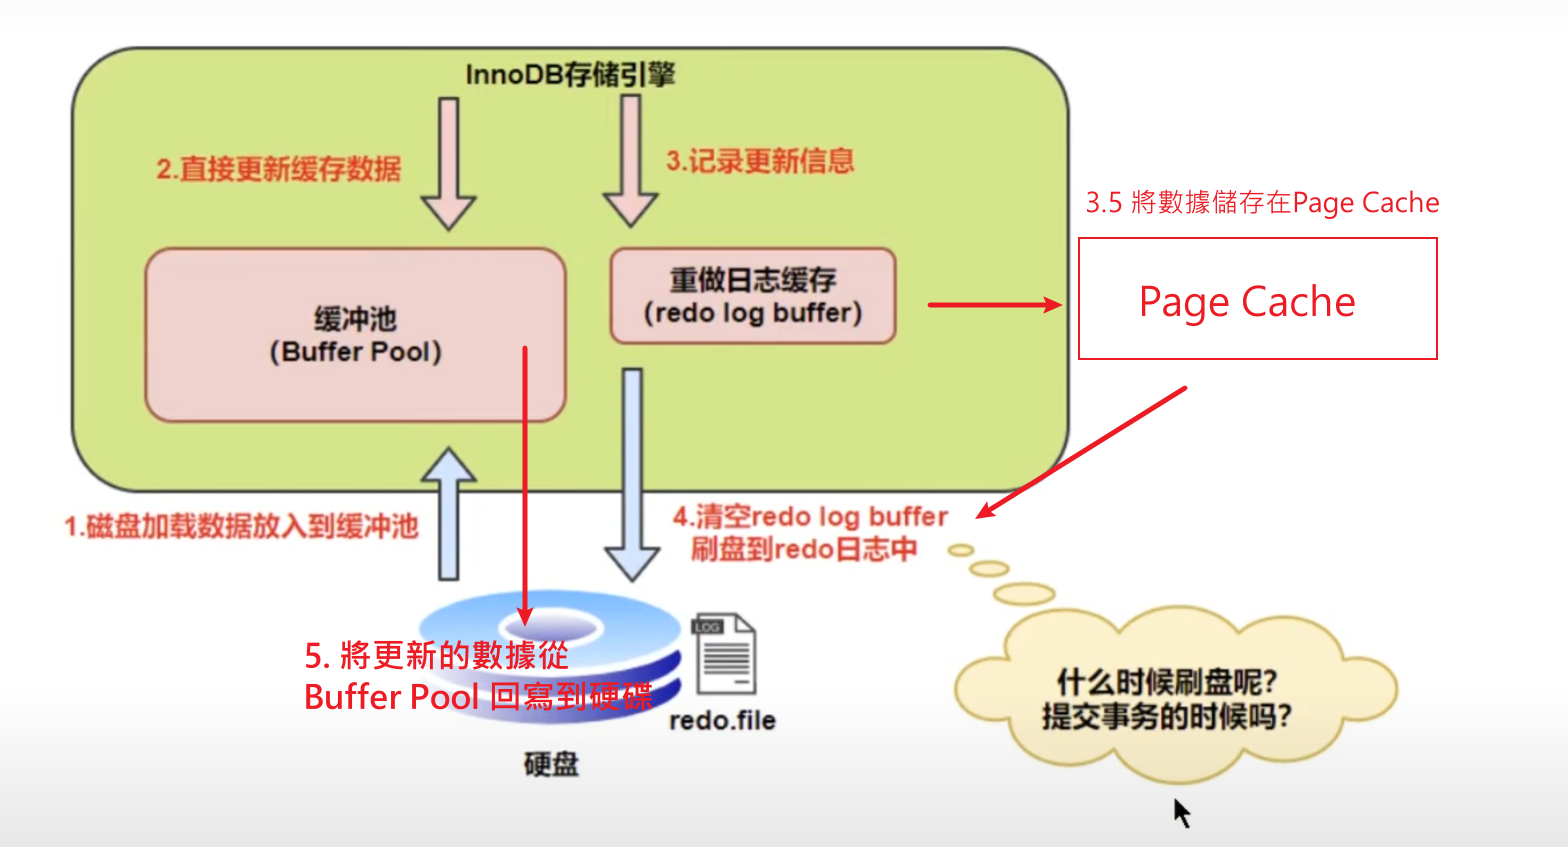 InnoDB存储引擎
2.直接更新缓存数据
3.记录更新信息
3.5 將數據儲存在Page Cache
缓冲池
(Buffer Pool)
重做日志缓存
(redo log buffer)
Page Cache
1.磁盘加载数据放入到缓冲池
4.清空redo log buffer
刷盘到redo日志中
LOG
5. 將更新的數據從
Buffer Pool 回寫到硬碟
redo.file
硬盘
什么时候刷盘呢?
提交事务的时候吗?